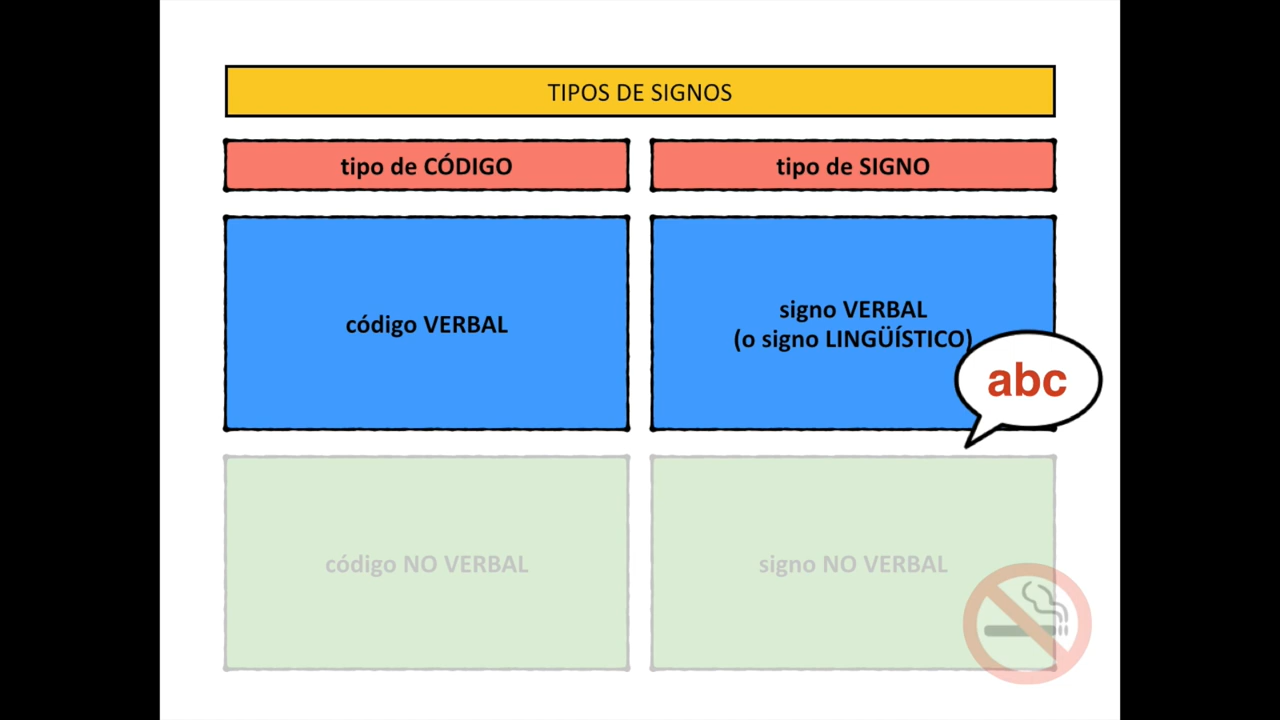 TIPOS DE SIGNOS
tipo de CÓDIGO
tipo de SIGNO
código VERBAL
signo VERBAL
(o signo LINGÜÍSTICO)
abc
código NO VERBAL
signo NO VERBAL